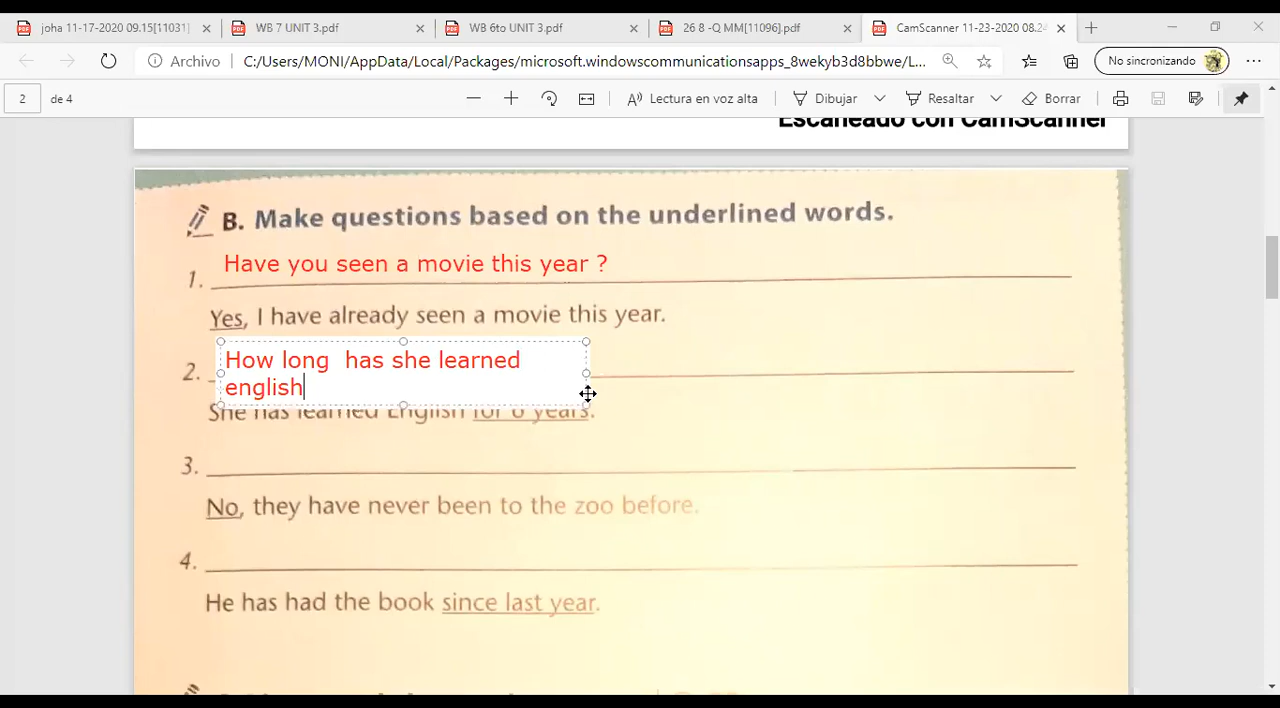 joha 11-17-2020 09.15[11031]
WB 7 UNIT 3.pdf
WB 6to UNIT 3.pdf
26 8 -Q MM[11096].pdf
CamScanner 11-23-2020 08.24
Archivo
C:/Users/MONI/AppData/Local/Packages/microsoft.windowscommunicationsapps_8wekyb3d8bbwe/L...
No sincronizando
2
de 4
Lectura en voz alta
Dibujar
Resaltar
Borrar
Escaneado con CamScanner
B. Make questions based on the underlined words.
Have you seen a movie this year ?
1.
Yes, I have already seen a movie this year.
How long has she learned
2.
english
She has learned English for 6 years.
3.
No, they have never been to the zoo before.
4.
He has had the book since last year.